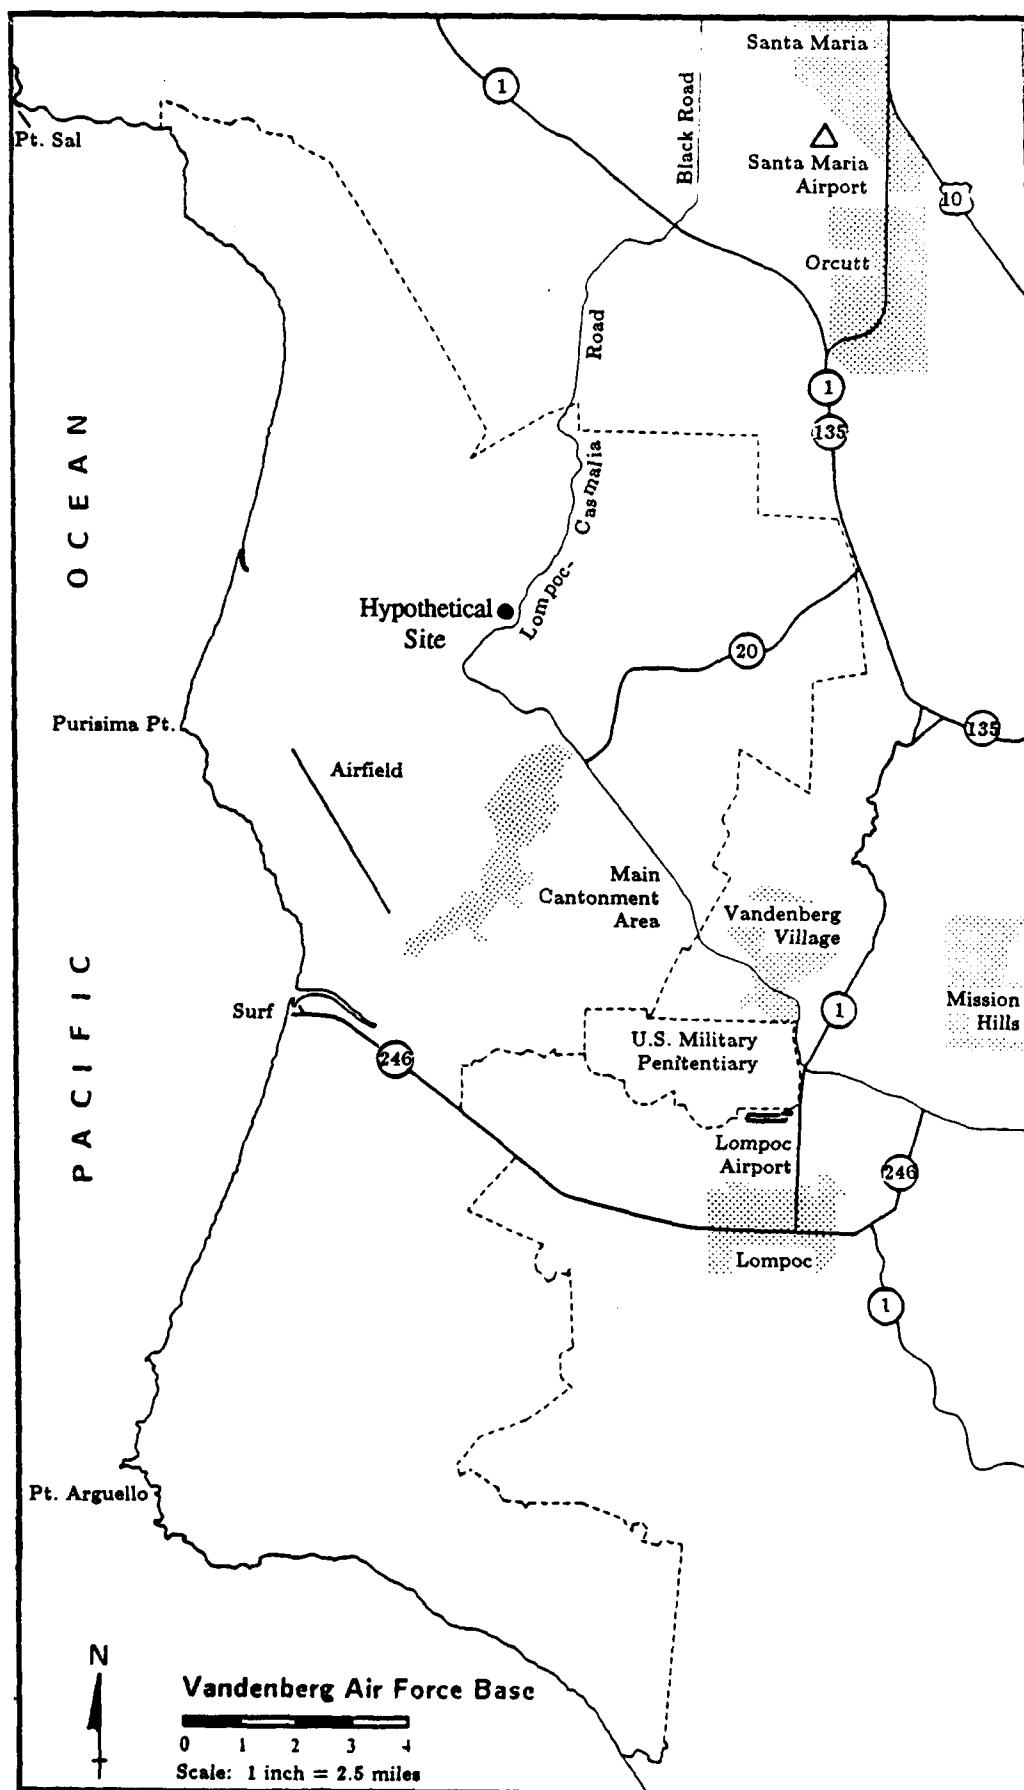 Santa Maria
1
Black Road
Pt. Sal
Santa Maria
Airport
10
Orcutt
Road
1
135
OCEAN
Casmalia
Lompoc-
Hypothetical
Site
20
Purisima Pt.
135
Airfield
Main
Cantonment
Area
Vandenberg
Village
PACIFIC
Mission
Hills
1
Surf
U.S. Military
Penitentiary
246
Lompoc
Airport
246
Lompoc
1
Pt. Arguello
N
Vandenberg Air Force Base
0 1 2 3 4
Scale: 1 inch = 2.5 miles